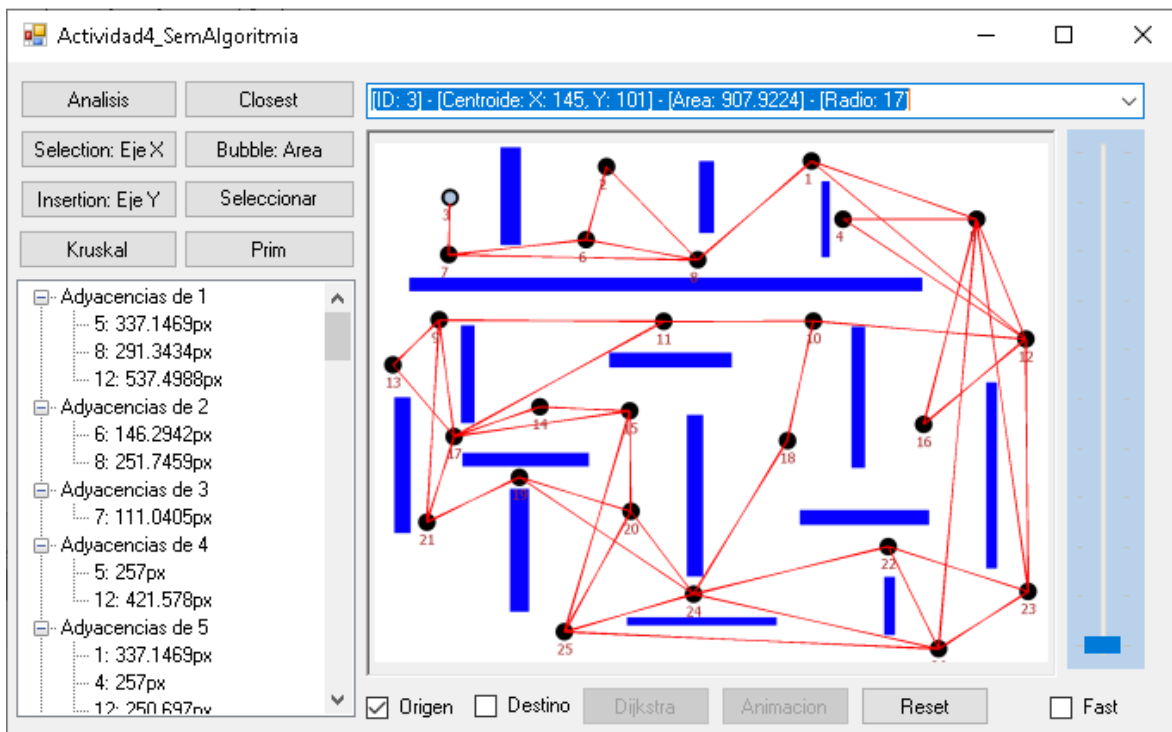 Actividad4_SemAlgoritmia
Analisis
Closest
[ID: 3] - [Centroide: X: 145, Y: 101] - [Area: 907.9224] - [Radio: 17]
Selection: Eje X
Bubble: Area
Insertion: Eje Y
Seleccionar
Kruskal
Prim
Adyacencias de 1
5: 337.1469px
8: 291.3434px
12: 537.4988px
Adyacencias de 2
6: 146.2942px
8: 251.7459px
Adyacencias de 3
7: 111.0405px
Adyacencias de 4
5: 257px
12: 421.578px
Adyacencias de 5
1: 337.1469px
4: 257px
12: 250.697px
1
2
3
4
6
7
8
9
11
10
12
13
14
15
16
17
18
19
20
21
22
23
24
25
Origen
Destino
Dijkstra
Animacion
Reset
Fast